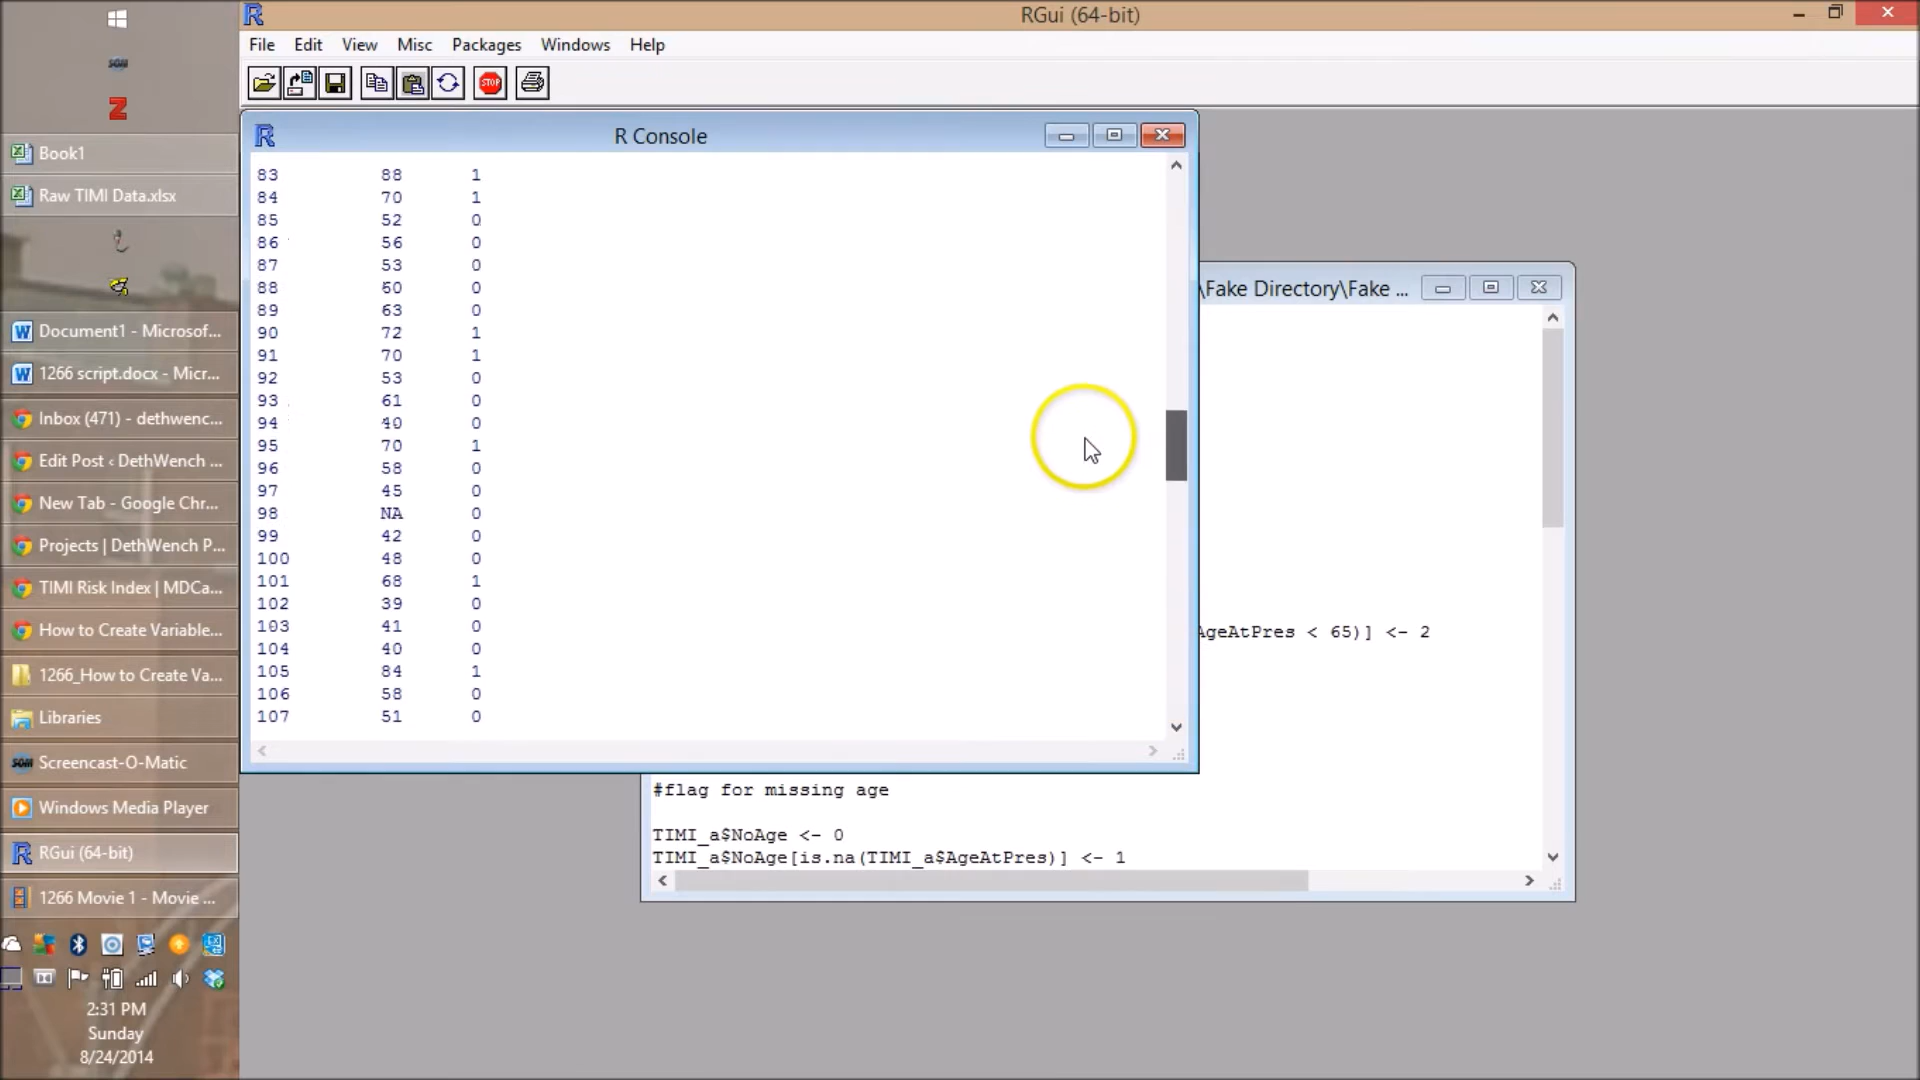 RGui (64-bit)
File Edit View Misc Packages Windows Help
STOP
R Console
83 88 1
84 70 1
85 52 0
86 56 0
87 53 0
88 60 0
89 63 0
90 72 1
91 70 1
92 53 0
93 61 0
94 40 0
95 70 1
96 58 0
97 45 0
98 NA 0
99 42 0
100 48 0
101 68 1
102 39 0
103 41 0
104 40 0
105 84 1
106 58 0
107 51 0
\Fake Directory\Fake ...
AgeAtPres < 65)] <- 2
#flag for missing age
TIMI_a$NoAge <- 0
TIMI_a$NoAge[is.na(TIMI_a$AgeAtPres)] <- 1
SOM
Z
Book1
Raw TIMI Data.xlsx
Document1 - Microsof...
1266 script.docx - Micr...
Inbox (471) - dethwenc...
Edit Post ‹ DethWench ...
New Tab - Google Chr...
Projects | DethWench P...
TIMI Risk Index | MDCa...
How to Create Variable...
1266_How to Create Va...
Libraries
SOM Screencast-O-Matic
Windows Media Player
RGui (64-bit)
1266 Movie 1 - Movie ...
2:31 PM
Sunday
8/24/2014